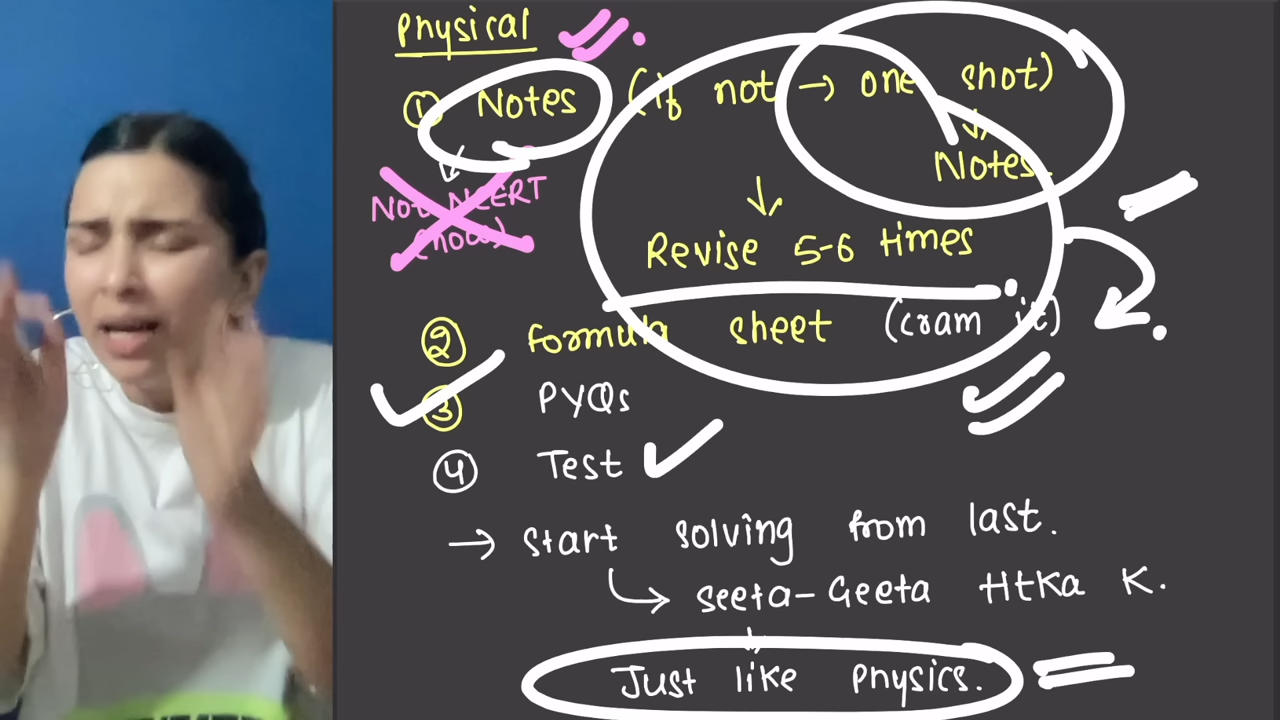 Physical
① Notes (if not → one shot)
↓ Notes.
Not NCERT
↓
Revise 5-6 times
② formula sheet (cram it)
③ PYQs
④ Test
→ start solving from last.
↳ seeta-Geeta HtKa K.
↓
Just like physics.